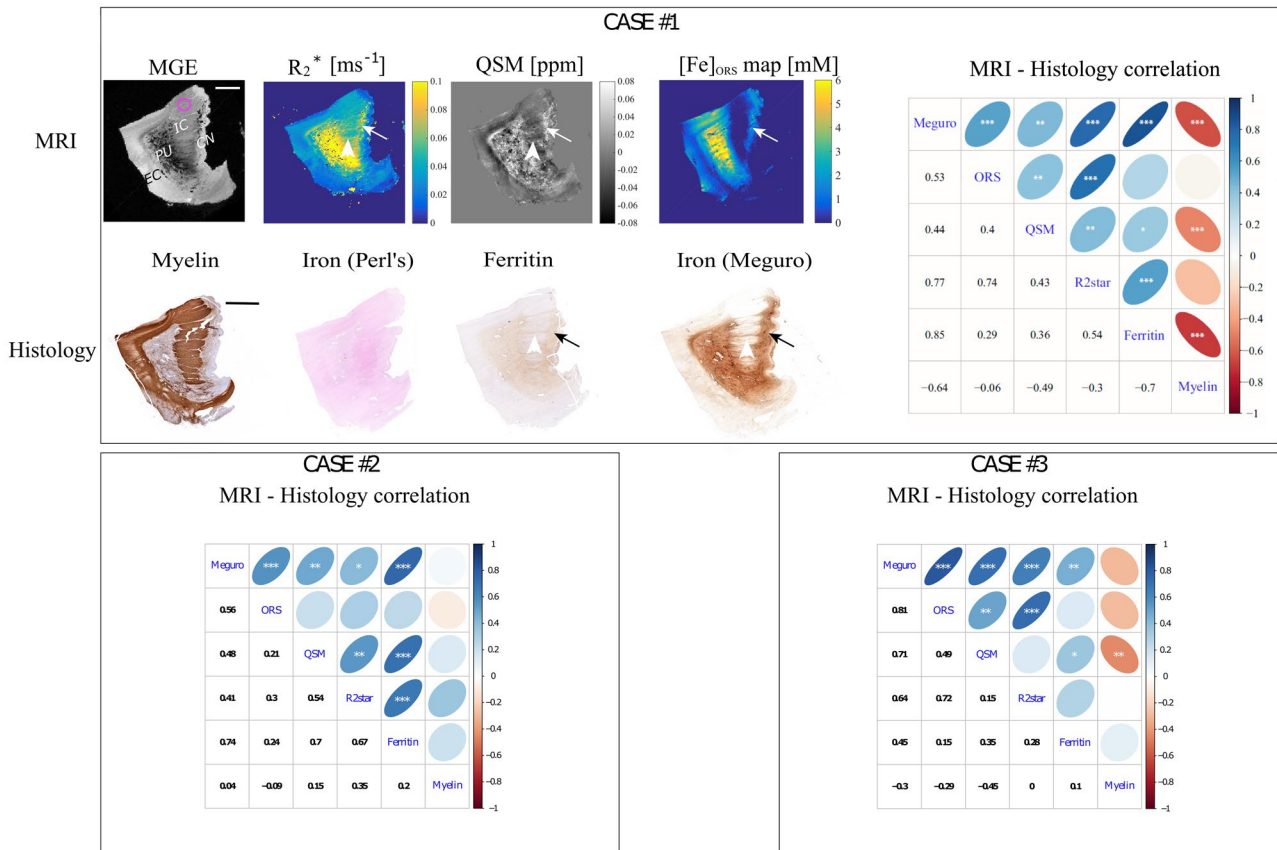 CASE #1
MGE
R2* [ms-1]
QSM [ppm]
[Fe]ORS map [mM]
MRI - Histology correlation
MRI
IC
PU
CN
EC
0.1
0.08
0.06
0.04
0.02
0
0.08
0.06
0.04
0.02
0
-0.02
-0.04
-0.06
-0.08
6
5
4
3
2
1
0
Histology
Myelin
Iron (Perl's)
Ferritin
Iron (Meguro)
Meguro *** ** *** *** ***
0.53 ORS ** ***
0.44 0.4 QSM ** * ***
0.77 0.74 0.43 R2star ***
0.85 0.29 0.36 0.54 Ferritin ***
−0.64 −0.06 −0.49 −0.3 −0.7 Myelin
1
0.8
0.6
0.4
0.2
0
−0.2
−0.4
−0.6
−0.8
−1
CASE #2
MRI - Histology correlation
Meguro *** ** * ***
0.56 ORS
0.48 0.21 QSM ** ***
0.41 0.3 0.54 R2star ***
0.74 0.24 0.7 0.67 Ferritin
0.04 −0.09 0.15 0.35 0.2 Myelin
1
0.8
0.6
0.4
0.2
0
−0.2
−0.4
−0.6
−0.8
−1
CASE #3
MRI - Histology correlation
Meguro *** *** *** **
0.81 ORS ** ***
0.71 0.49 QSM * **
0.64 0.72 0.15 R2star
0.45 0.15 0.35 0.28 Ferritin
−0.3 −0.29 −0.45 0 0.1 Myelin
1
0.8
0.6
0.4
0.2
0
−0.2
−0.4
−0.6
−0.8
−1